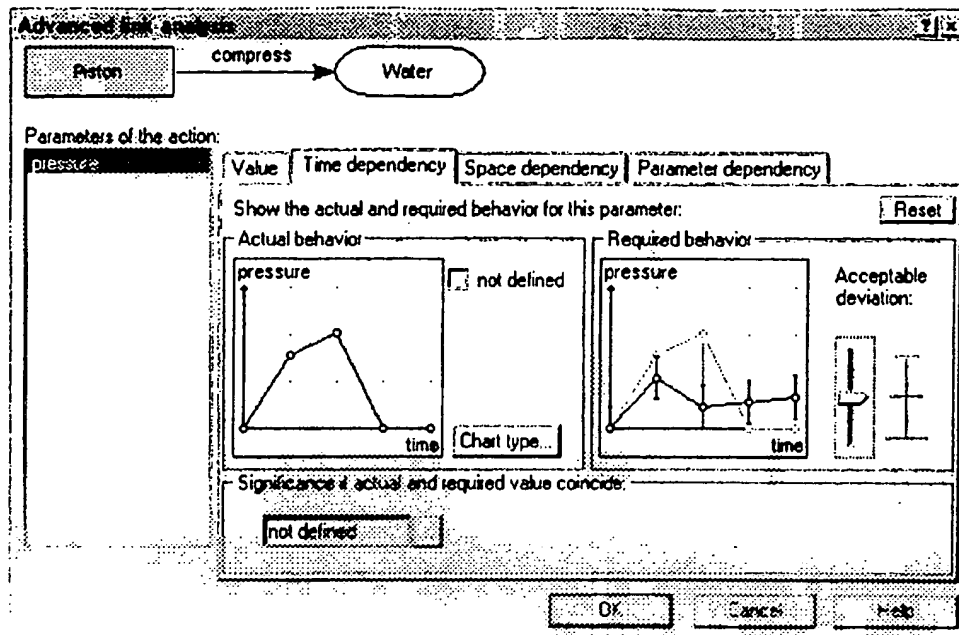 Advanced link analysis
Piston
compress
Water
Parameters of the action:
pressure
Value
Time dependency
Space dependency
Parameter dependency
Show the actual and required behavior for this parameter:
Reset
Actual behavior
pressure
time
not defined
Chart type...
Required behavior
pressure
time
Acceptable
deviation:
Significance if actual and required value coincide:
not defined
OK
Cancel
Help